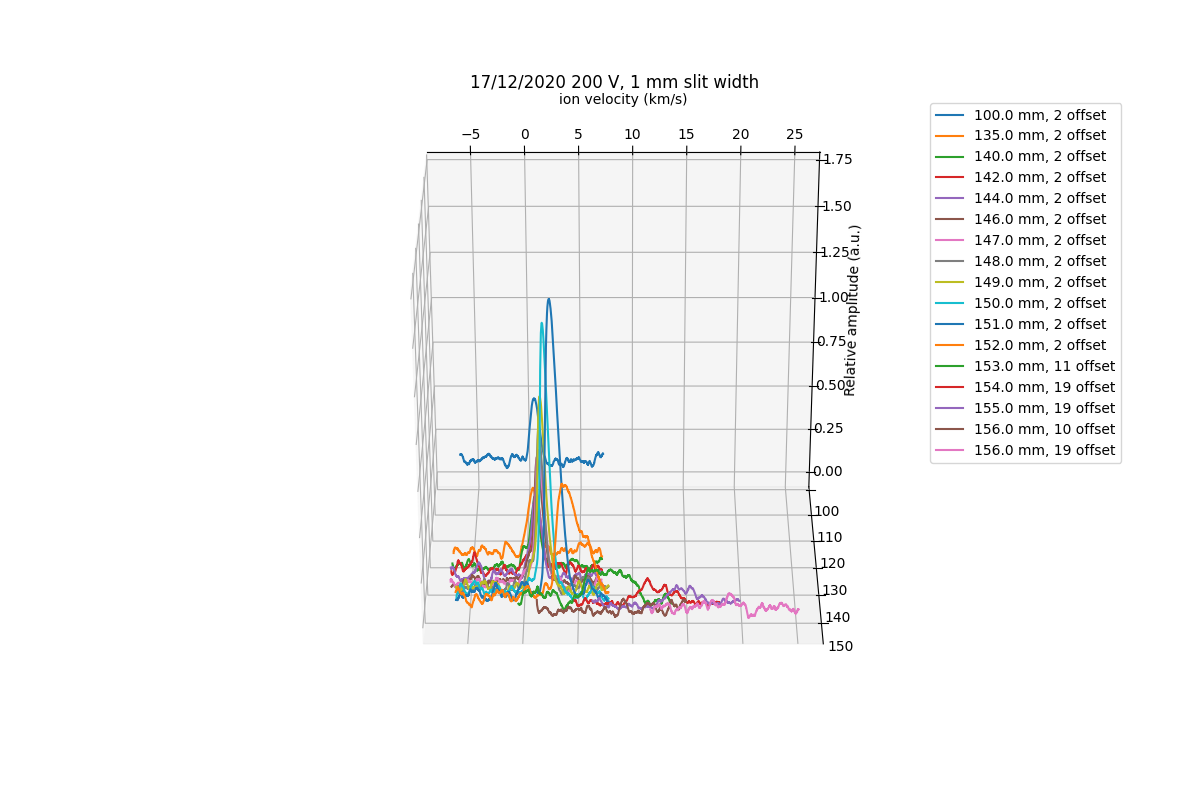 17/12/2020 200 V, 1 mm slit width
ion velocity (km/s)
−5 0 5 10 15 20 25
1.75
1.50
1.25
1.00
0.75
0.50
0.25
0.00
Relative amplitude (a.u.)
100
110
120
130
140
150
100.0 mm, 2 offset
135.0 mm, 2 offset
140.0 mm, 2 offset
142.0 mm, 2 offset
144.0 mm, 2 offset
146.0 mm, 2 offset
147.0 mm, 2 offset
148.0 mm, 2 offset
149.0 mm, 2 offset
150.0 mm, 2 offset
151.0 mm, 2 offset
152.0 mm, 2 offset
153.0 mm, 11 offset
154.0 mm, 19 offset
155.0 mm, 19 offset
156.0 mm, 10 offset
156.0 mm, 19 offset